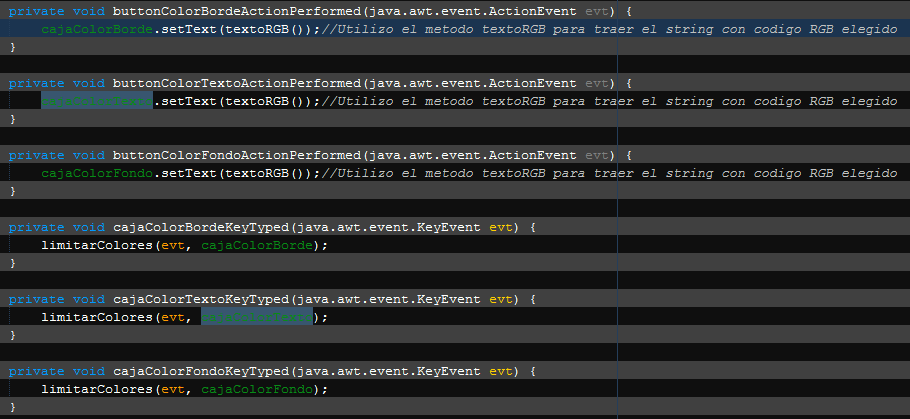 private void buttonColorBordeActionPerformed(java.awt.event.ActionEvent evt) {
cajaColorBorde.setText(textoRGB());//Utilizo el metodo textoRGB para traer el string con codigo RGB elegido
}
private void buttonColorTextoActionPerformed(java.awt.event.ActionEvent evt) {
cajaColorTexto.setText(textoRGB());//Utilizo el metodo textoRGB para traer el string con codigo RGB elegido
}
private void buttonColorFondoActionPerformed(java.awt.event.ActionEvent evt) {
cajaColorFondo.setText(textoRGB());//Utilizo el metodo textoRGB para traer el string con codigo RGB elegido
}
private void cajaColorBordeKeyTyped(java.awt.event.KeyEvent evt) {
limitarColores(evt, cajaColorBorde);
}
private void cajaColorTextoKeyTyped(java.awt.event.KeyEvent evt) {
limitarColores(evt, cajaColorTexto);
}
private void cajaColorFondoKeyTyped(java.awt.event.KeyEvent evt) {
limitarColores(evt, cajaColorFondo);
}